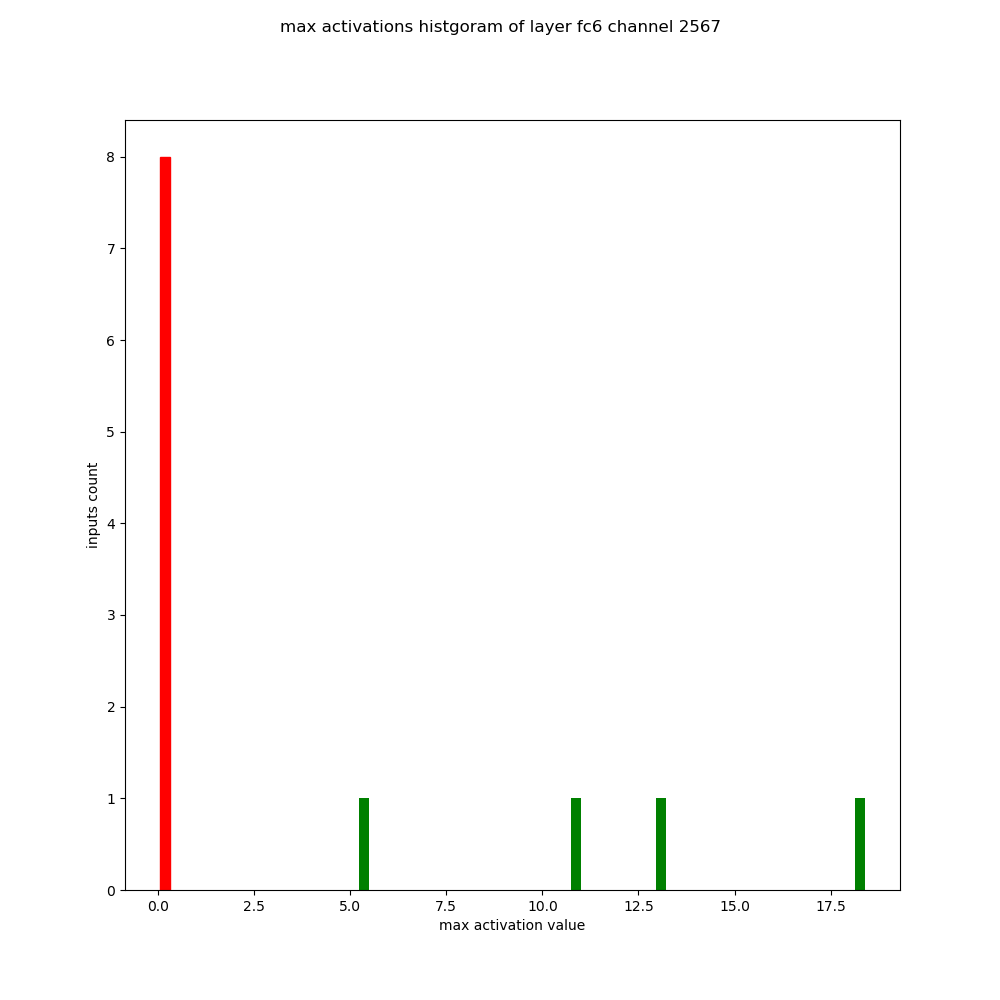 max activations histgoram of layer fc6 channel 2567
8
7
6
5
4
3
2
1
0
inputs count
0.0 2.5 5.0 7.5 10.0 12.5 15.0 17.5
max activation value